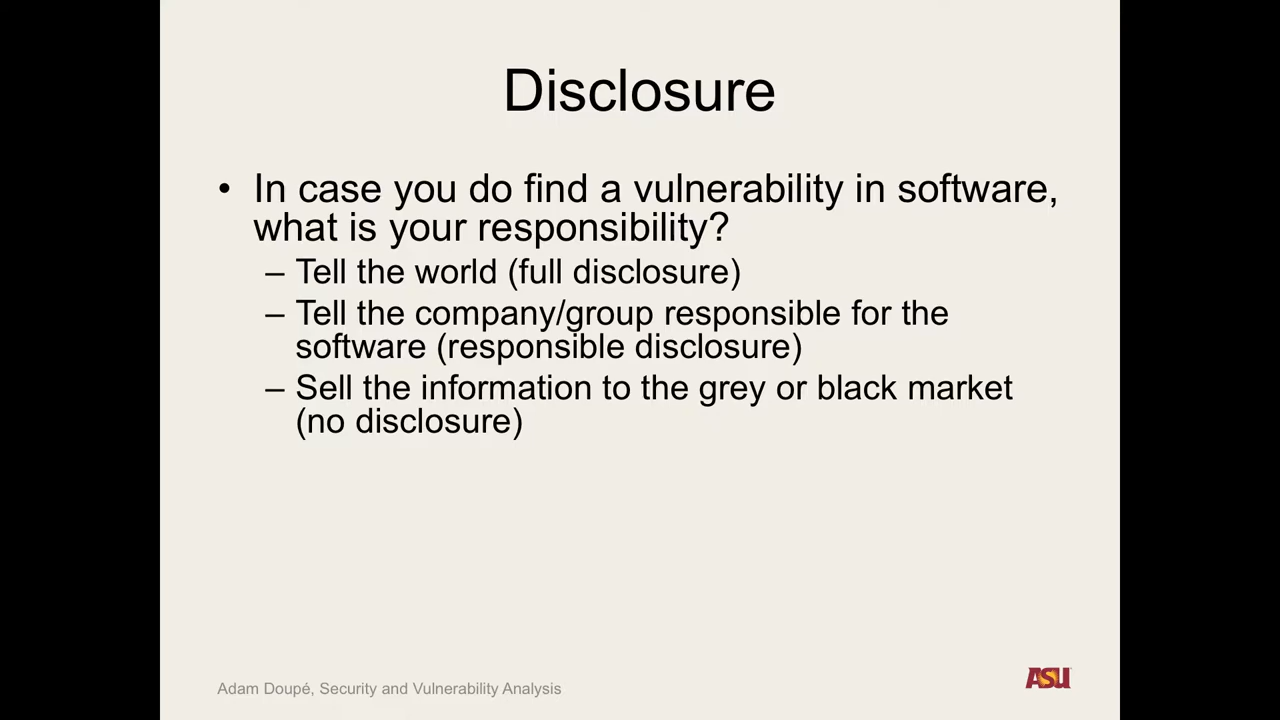 Disclosure
• In case you do find a vulnerability in software,
what is your responsibility?
– Tell the world (full disclosure)
– Tell the company/group responsible for the
software (responsible disclosure)
– Sell the information to the grey or black market
(no disclosure)
Adam Doupé, Security and Vulnerability Analysis
ASU